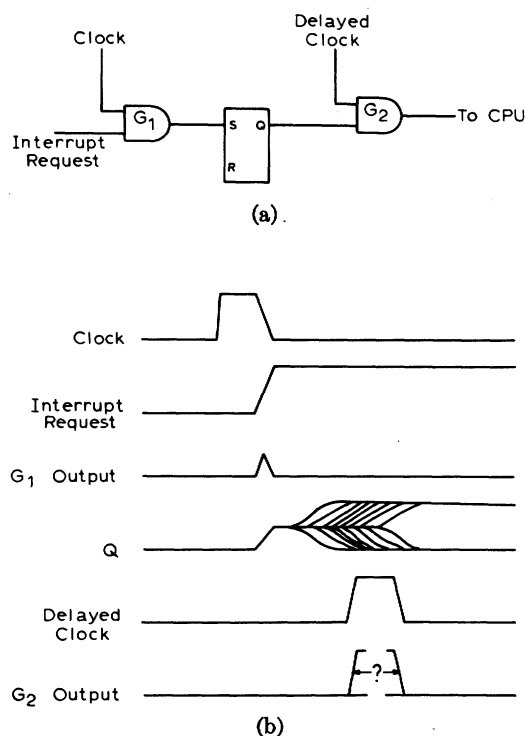 Clock
Delayed
Clock
G1
G2
To CPU
Interrupt
Request
S Q
R
(a)
Clock
Interrupt
Request
G1 Output
Q
Delayed
Clock
?
G2 Output
(b)